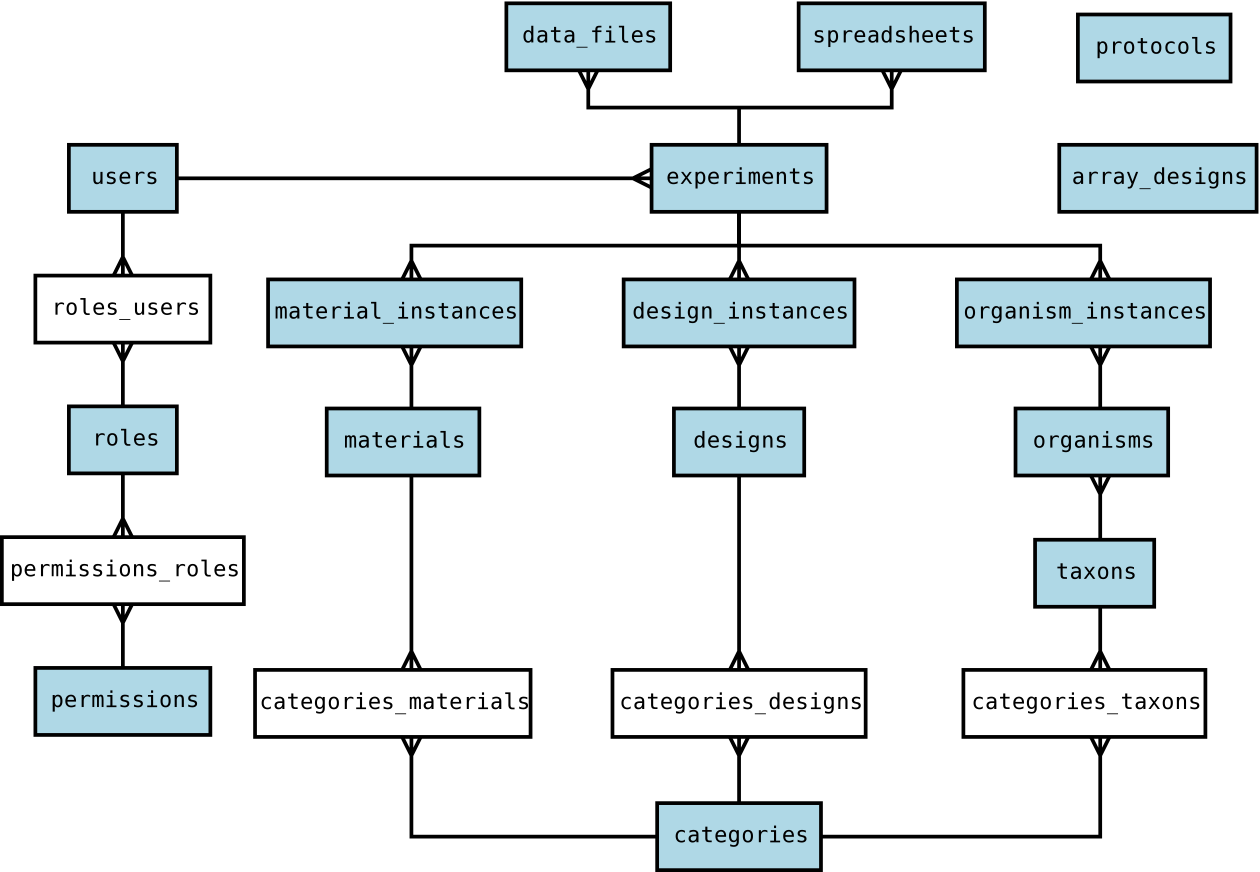 data_files
spreadsheets
protocols
users
experiments
array_designs
roles_users
material_instances
design_instances
organism_instances
roles
materials
designs
organisms
permissions_roles
taxons
permissions
categories_materials
categories_designs
categories_taxons
categories